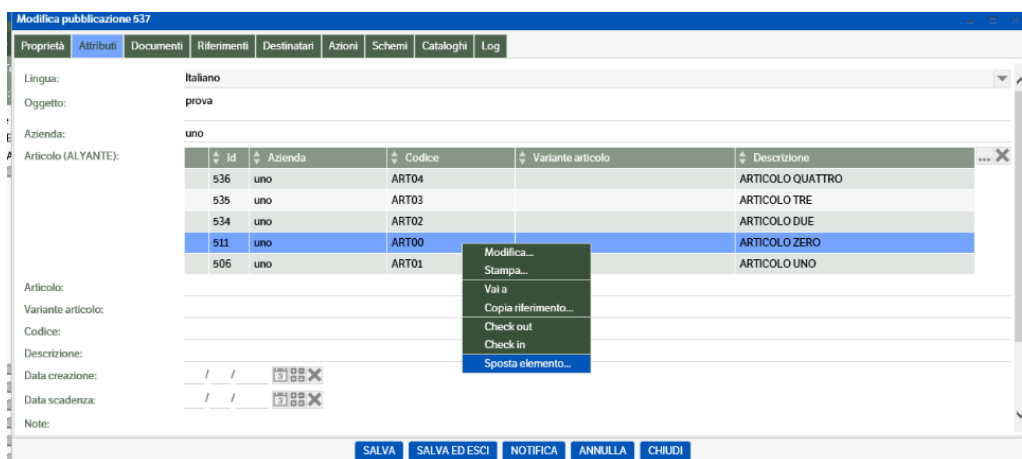 Modifica pubblicazione 537
Proprietà Attributi Documenti Riferimenti Destinatari Azioni Schemi Cataloghi Log
Lingua: Italiano
Oggetto: prova
Azienda: uno
Articolo (ALYANTE): Id Azienda Codice Variante articolo Descrizione ...
536 uno ART04 ARTICOLO QUATTRO
535 uno ART03 ARTICOLO TRE
534 uno ART02 ARTICOLO DUE
511 uno ART00 ARTICOLO ZERO
506 uno ART01 ARTICOLO UNO
Modifica...
Stampa...
Vai a
Copia riferimento...
Check out
Check in
Sposta elemento...
Articolo:
Variante articolo:
Codice:
Descrizione:
Data creazione: / / 3
Data scadenza: / / 3
Note:
SALVA SALVA ED ESCI NOTIFICA ANNULLA CHIUDI